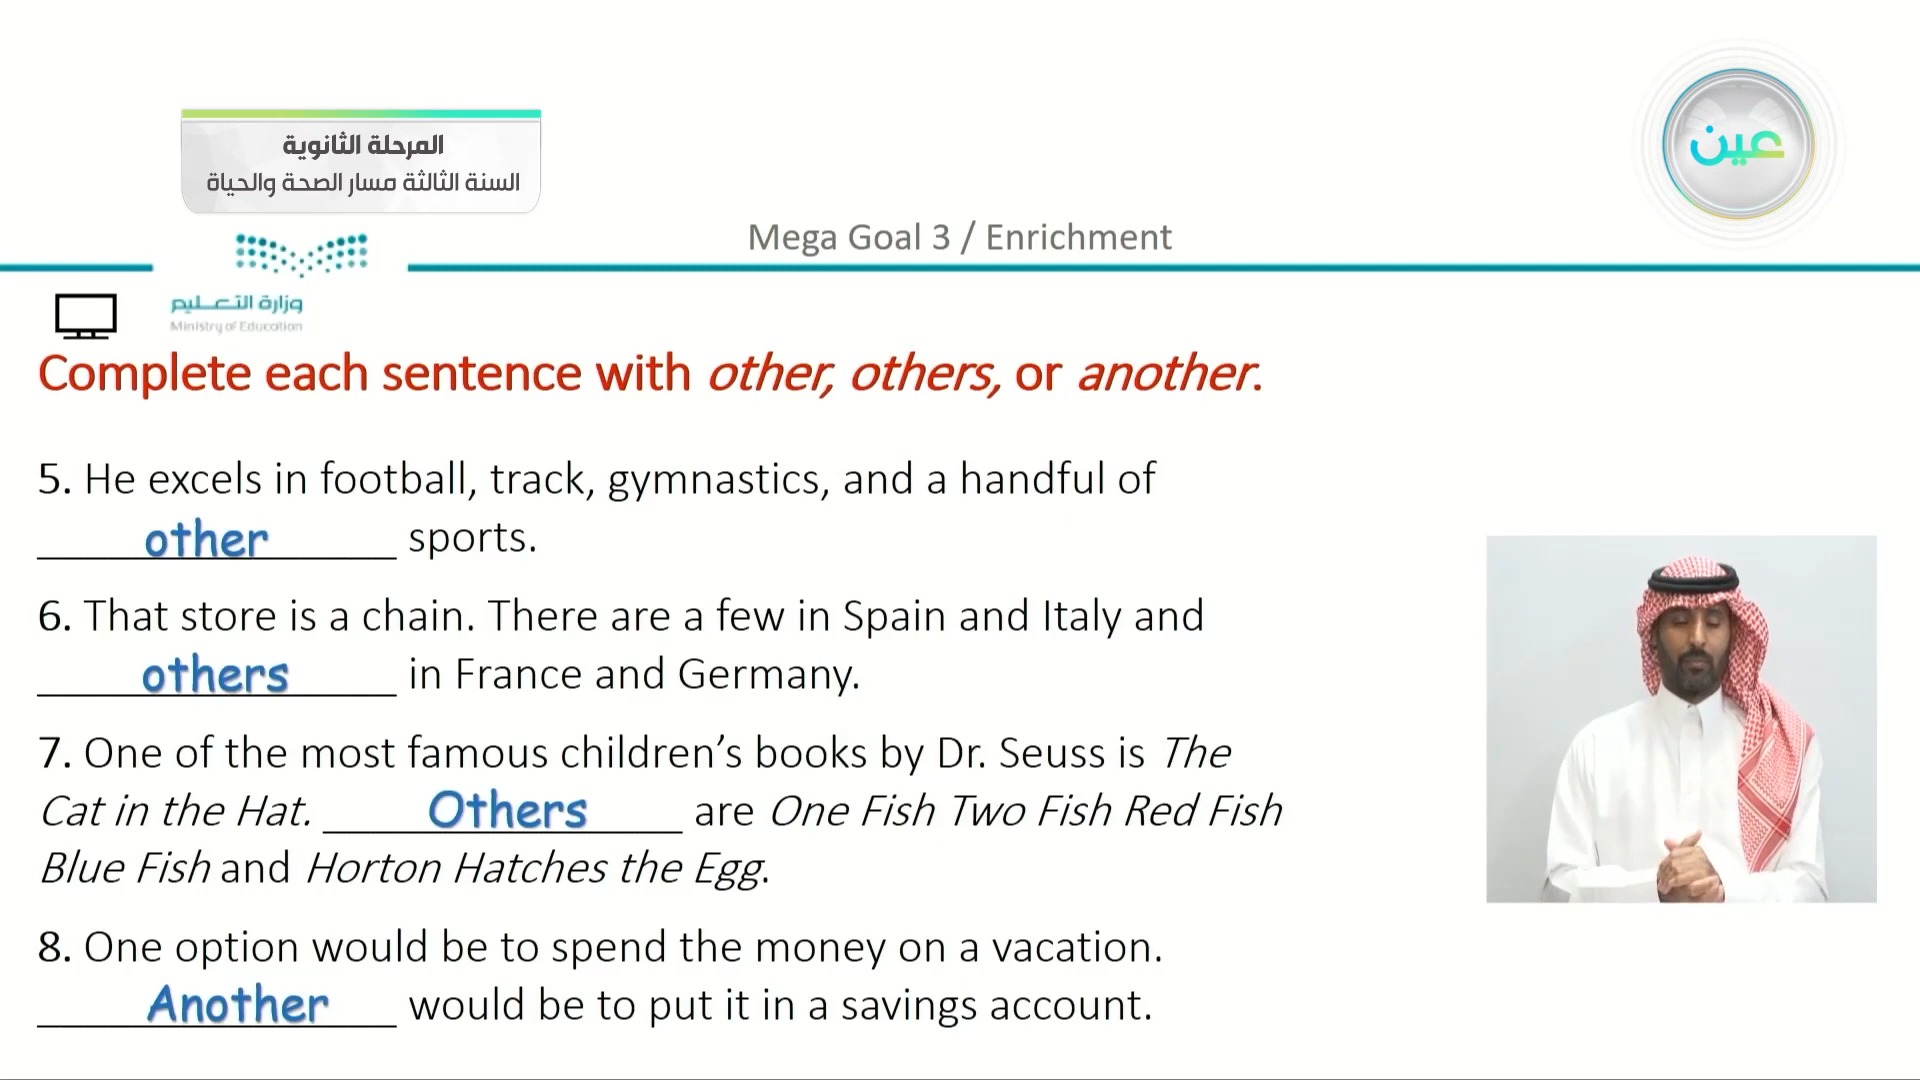 المرحلة الثانوية
السنة الثالثة مسار الصحة والحياة
عين
Mega Goal 3 / Enrichment
وزارة التعليم
Ministry of Education
Complete each sentence with other, others, or another.
5. He excels in football, track, gymnastics, and a handful of
other sports.
6. That store is a chain. There are a few in Spain and Italy and
others in France and Germany.
7. One of the most famous children’s books by Dr. Seuss is The
Cat in the Hat. Others are One Fish Two Fish Red Fish
Blue Fish and Horton Hatches the Egg.
8. One option would be to spend the money on a vacation.
Another would be to put it in a savings account.